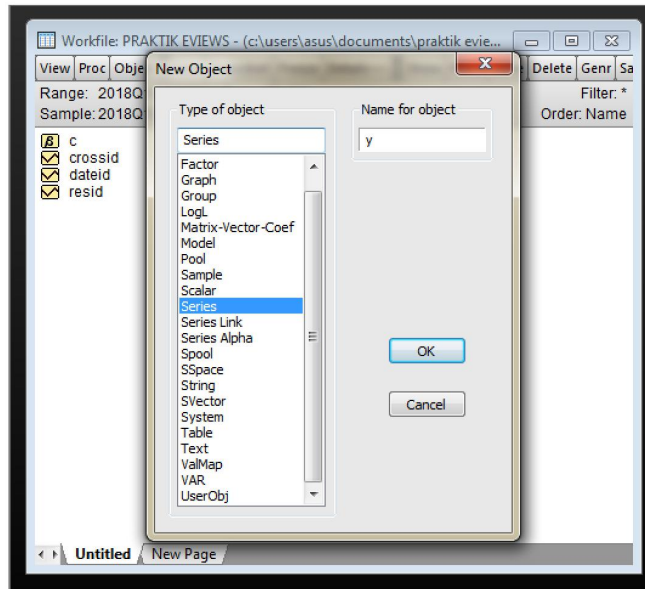 Workfile: PRAKTIK EVIEWS - (c:\users\asus\documents\praktik evie...
View Proc Obje
Delete Genr Sa
Range: 2018Q
Filter: *
Sample: 2018Q
Order: Name
c
crossid
dateid
resid
New Object
Type of object
Series
Factor
Graph
Group
LogL
Matrix-Vector-Coef
Model
Pool
Sample
Scalar
Series
Series Link
Series Alpha
Spool
SSpace
String
SVector
System
Table
Text
ValMap
VAR
UserObj
Name for object
y
OK
Cancel
Untitled
New Page